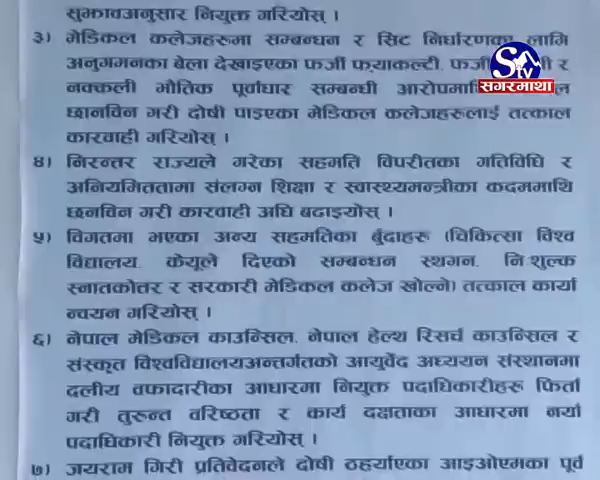 सुझावअनुसार नियुक्त गरियोस् ।
३) मेडिकल कलेजहरुमा सम्बन्धन र सिट निर्धारणका लागि
अनुगमनका बेला देखाइएको फर्जी फ्याकल्टी, फर्जी र
नक्कली भौतिक पूर्वाधार सम्बन्धी
छानविन गरी दोषी पाइएका मेडिकल कलेजहरुलाई तत्काल
कारवाही गरियोस् ।
४) निरन्तर राज्यले गरेका सहमति विपरीतका गतिविधि र
अनियमिततामा संलग्न शिक्षा र स्वास्थ्यमन्त्रीका कदममाथि
छनविन गरी कारवाही अघि बढाइयोस् ।
५) विगतमा भएका अन्य सहमतिका बुँदाहरु (चिकित्सा विश्व
विद्यालय, केयूले दिएको सम्बन्धन स्थगन, निःशुल्क
स्नातकोत्तर र सरकारी मेडिकल कलेज खोल्ने) तत्काल कार्या
न्वयन गरियोस् ।
६) नेपाल मेडिकल काउन्सिल, नेपाल हेल्थ रिसर्च काउन्सिल र
संस्कृत विश्वविद्यालयअन्तर्गतको आयुर्वेद अध्ययन संस्थानमा
दलीय वफादारीका आधारमा नियुक्त पदाधिकारीहरु फिर्ता
गरी तुरुन्त वरिष्ठता र कार्य दक्षताका आधारमा नयाँ
पदाधिकारी नियुक्त गरियोस् ।
७) जयराम गिरी प्रतिवेदनले दोषी ठहर्याएका आइओएमका पूर्व
STV
सगरमाथा